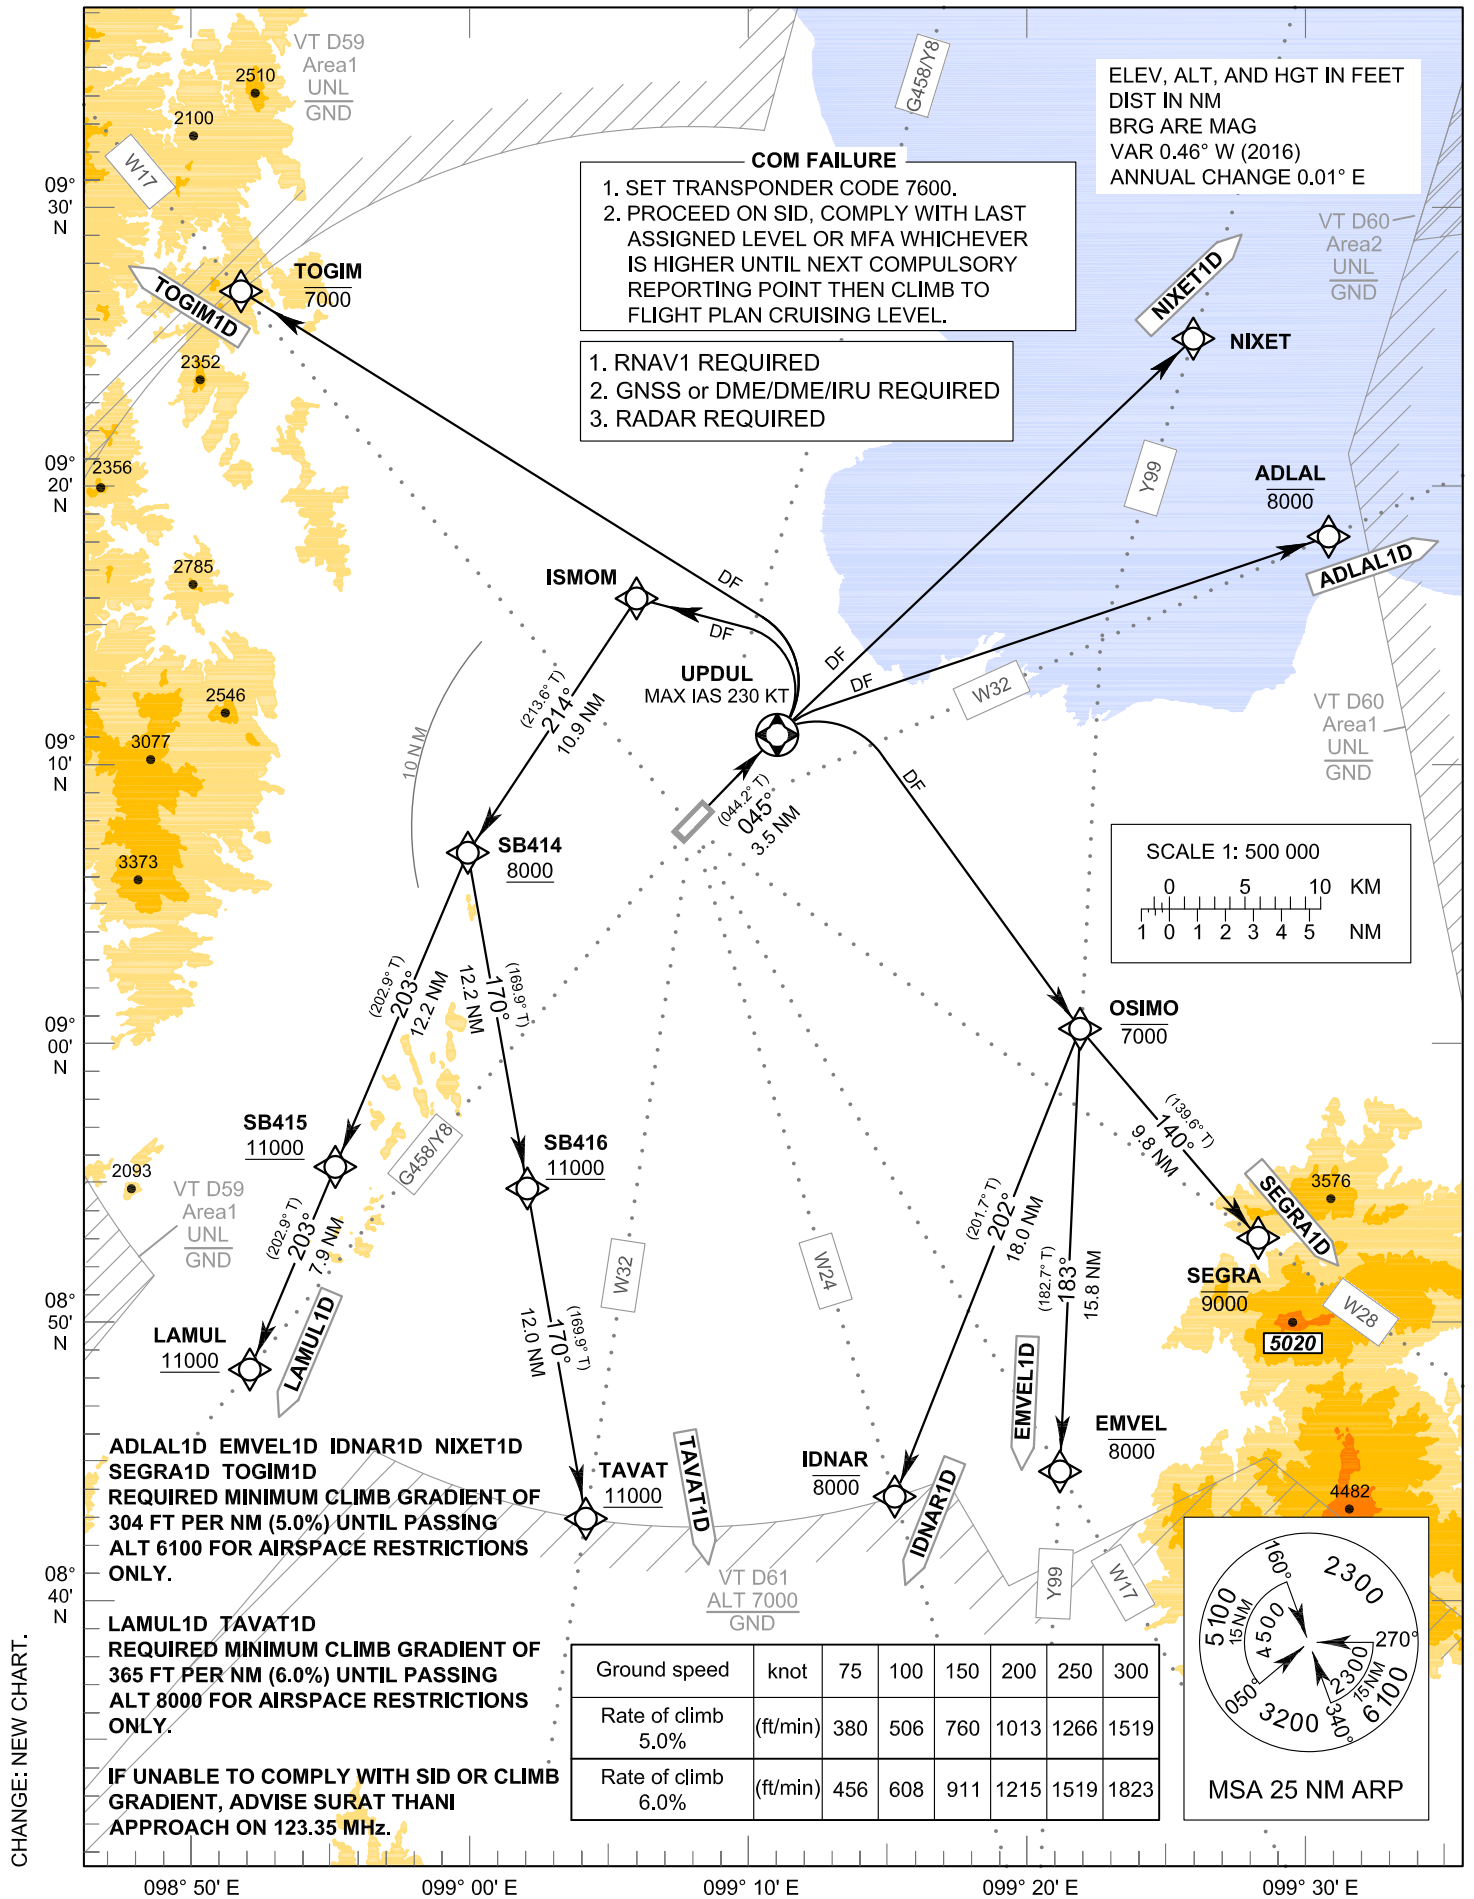 VT D59
Area1
UNL
GND
2510
2100
W17
G458/Y8
ELEV, ALT, AND HGT IN FEET
DIST IN NM
BRG ARE MAG
VAR 0.46° W (2016)
ANNUAL CHANGE 0.01° E
COM FAILURE
1. SET TRANSPONDER CODE 7600.
2. PROCEED ON SID, COMPLY WITH LAST
ASSIGNED LEVEL OR MFA WHICHEVER
IS HIGHER UNTIL NEXT COMPULSORY
REPORTING POINT THEN CLIMB TO
FLIGHT PLAN CRUISING LEVEL.
09°
30'
N
VT D60
Area2
UNL
GND
TOGIM
7000
TOGIM1D
NIXET1D
NIXET
1. RNAV1 REQUIRED
2. GNSS or DME/DME/IRU REQUIRED
3. RADAR REQUIRED
2352
2356
09°
20'
N
Y99
ADLAL
8000
ADLAL1D
2785
ISMOM
DF
DF
DF
DF
DF
UPDUL
MAX IAS 230 KT
W32
2546
3077
09°
10'
N
10 NM
(213.6° T)
214°
10.9 NM
(044.2° T)
045°
3.5 NM
VT D60
Area1
UNL
GND
3373
SB414
8000
SCALE 1: 500 000
0 5 10 KM
1 0 1 2 3 4 5 NM
09°
00'
N
(202.9° T)
203°
12.2 NM
(169.9° T)
170°
12.2 NM
OSIMO
7000
SB415
11000
G458/Y8
SB416
11000
2093
VT D59
Area1
UNL
GND
(202.9° T)
203°
7.9 NM
W32
W24
(201.7° T)
202°
18.0 NM
(182.7° T)
183°
15.8 NM
(139.6° T)
140°
9.8 NM
3576
SEGRA1D
SEGRA
9000
W28
5020
08°
50'
N
LAMUL
11000
LAMUL1D
(169.9° T)
170°
12.0 NM
EMVEL1D
EMVEL
8000
TAVAT
11000
TAVAT1D
IDNAR
8000
IDNAR1D
4482
ADLAL1D EMVEL1D IDNAR1D NIXET1D
SEGRA1D TOGIM1D
REQUIRED MINIMUM CLIMB GRADIENT OF
304 FT PER NM (5.0%) UNTIL PASSING
ALT 6100 FOR AIRSPACE RESTRICTIONS
ONLY.
08°
40'
N
VT D61
ALT 7000
GND
Y99
W17
LAMUL1D TAVAT1D
REQUIRED MINIMUM CLIMB GRADIENT OF
365 FT PER NM (6.0%) UNTIL PASSING
ALT 8000 FOR AIRSPACE RESTRICTIONS
ONLY.
IF UNABLE TO COMPLY WITH SID OR CLIMB
GRADIENT, ADVISE SURAT THANI
APPROACH ON 123.35 MHz.
Ground speed knot 75 100 150 200 250 300
Rate of climb
5.0% (ft/min) 380 506 760 1013 1266 1519
Rate of climb
6.0% (ft/min) 456 608 911 1215 1519 1823
160°
2300
5100
15 NM
4500
270°
2300
15 NM
6100
050°
3200
340°
MSA 25 NM ARP
CHANGE: NEW CHART.
098° 50' E
099° 00' E
099° 10' E
099° 20' E
099° 30' E